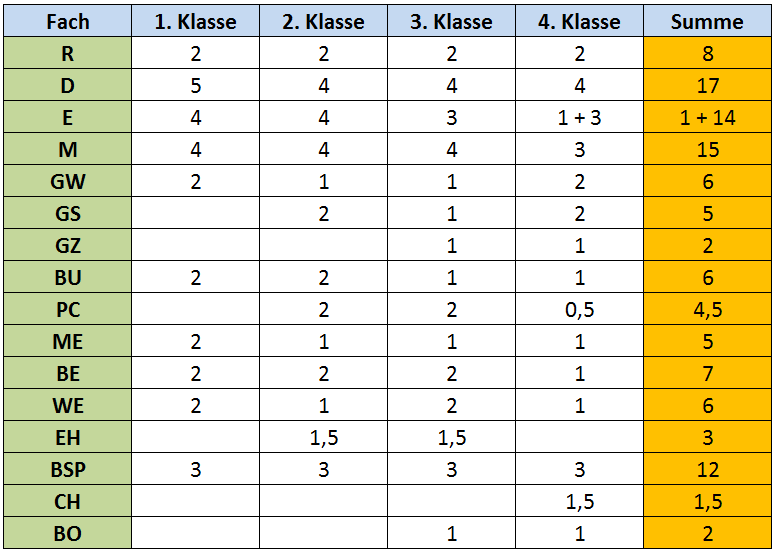 Fach 1. Klasse 2. Klasse 3. Klasse 4. Klasse Summe
R 2 2 2 2 8
D 5 4 4 4 17
E 4 4 3 1 + 3 1 + 14
M 4 4 4 3 15
GW 2 1 1 2 6
GS 2 1 2 5
GZ 1 1 2
BU 2 2 1 1 6
PC 2 2 0,5 4,5
ME 2 1 1 1 5
BE 2 2 2 1 7
WE 2 1 2 1 6
EH 1,5 1,5 3
BSP 3 3 3 3 12
CH 1,5 1,5
BO 1 1 2